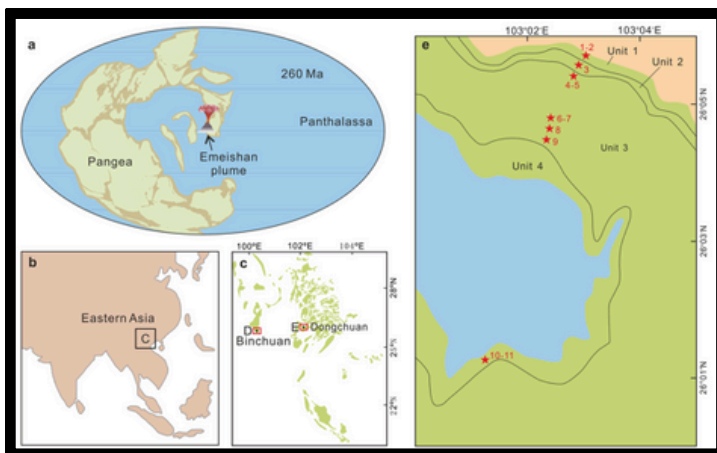 a
260 Ma
Panthalassa
Pangea
Emeishan
plume
b
Eastern Asia
C
c
100°E
102°E
104°E
28°N
25°N
22°N
D
Binchuan
E
Dongchuan
e
103°02'E
103°04'E
1-2
Unit 1
3
Unit 2
4-5
26°05'N
6-7
8
9
Unit 3
Unit 4
26°03'N
10-11
26°01'N